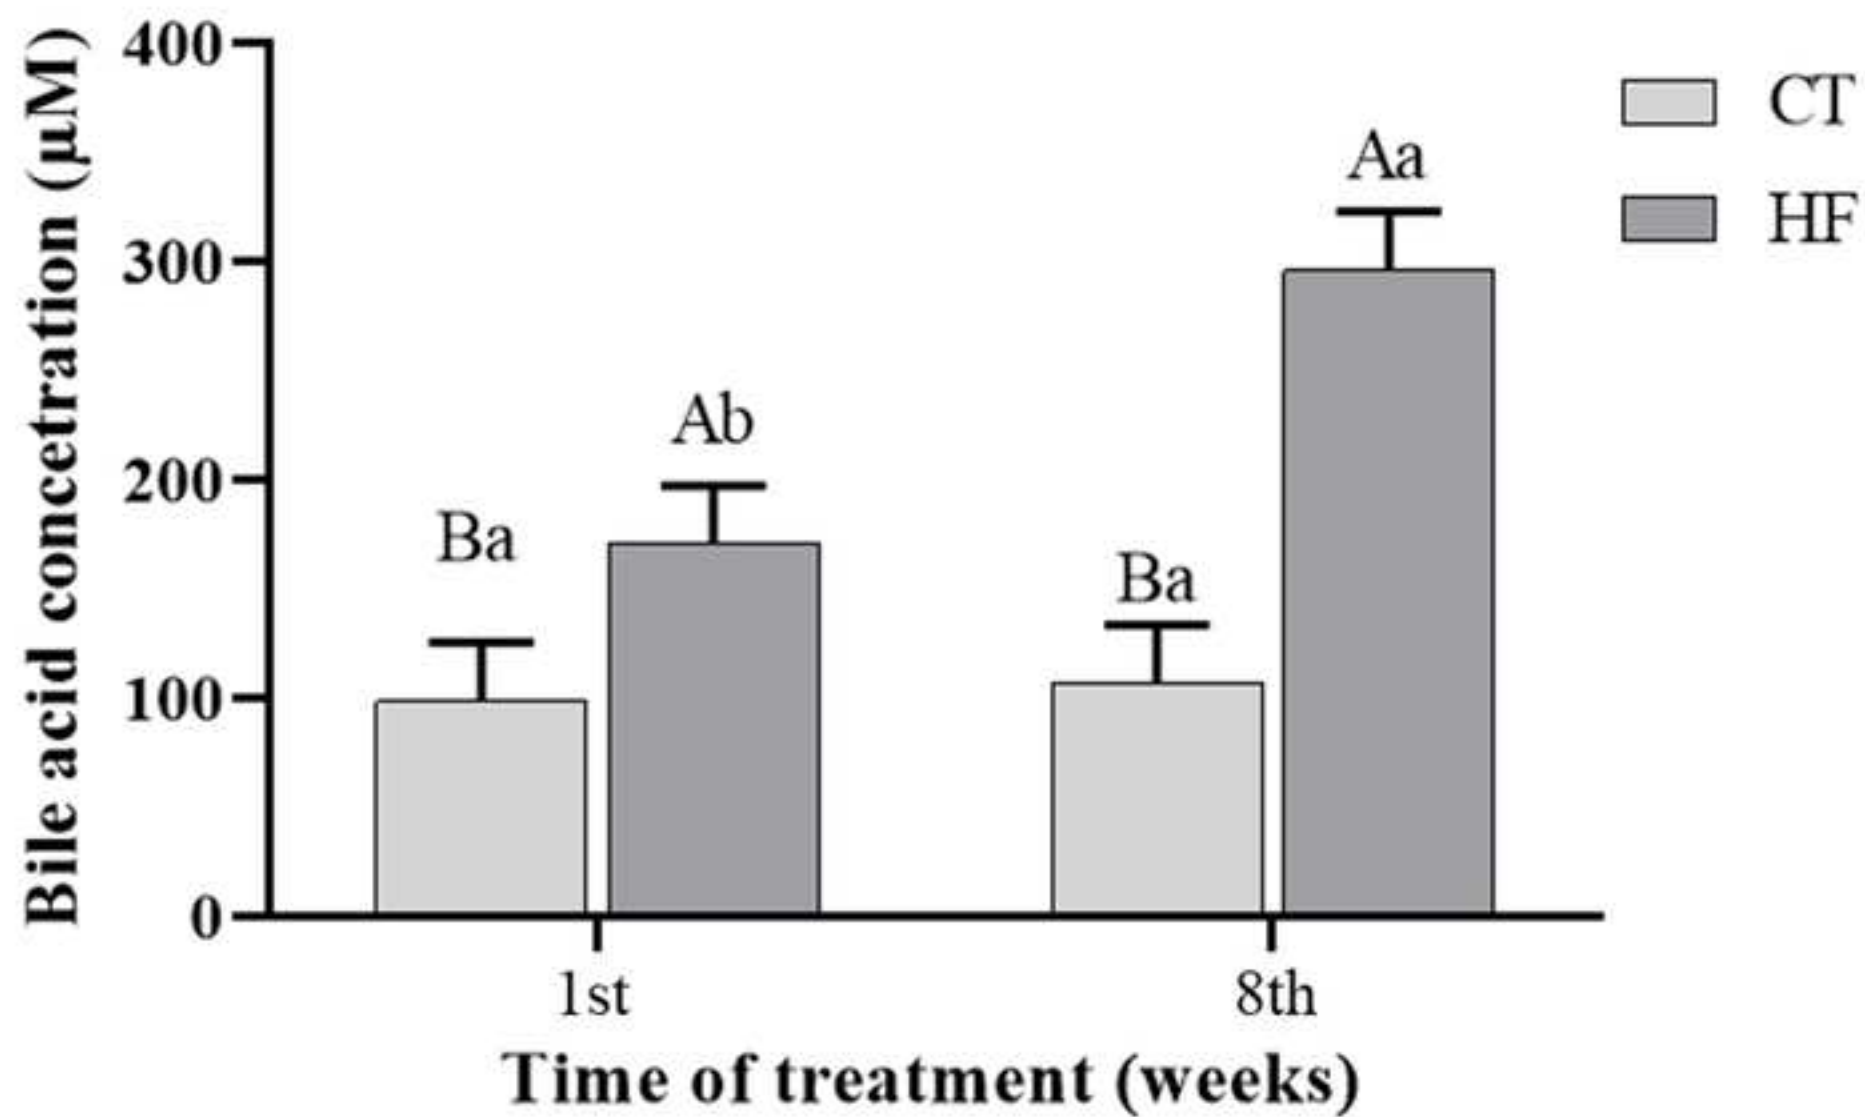 Bile acid concetration (µM)
400
300
200
100
0
Ba
Ab
Ba
Aa
CT
HF
1st
8th
Time of treatment (weeks)